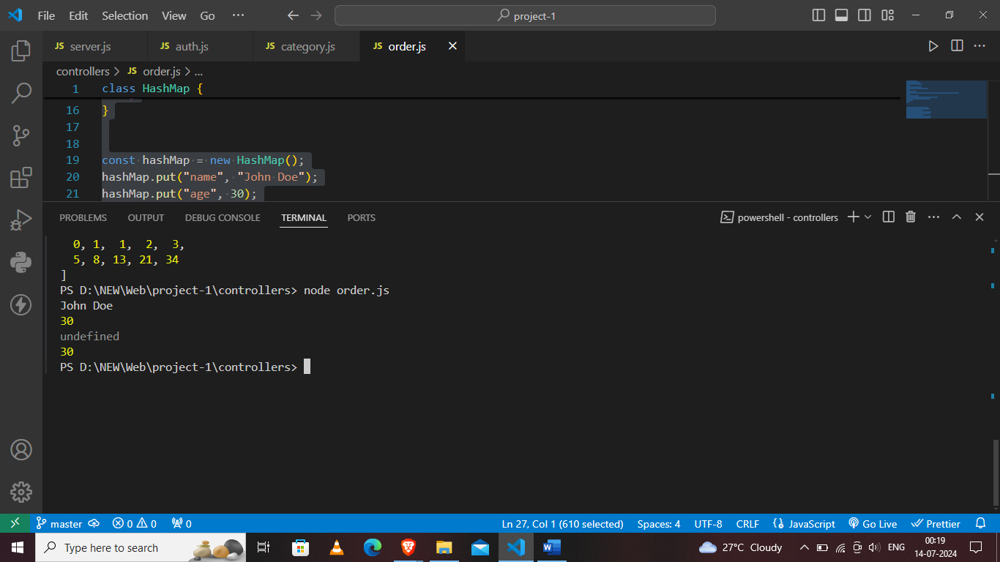 File Edit Selection View Go ···
project-1
JS server.js
JS auth.js
JS category.js
JS order.js
controllers > JS order.js > ...
1 class HashMap {
16 }
17
18
19 const hashMap = new HashMap();
20 hashMap.put("name", "John Doe");
21 hashMap.put("age", 30);
PROBLEMS OUTPUT DEBUG CONSOLE TERMINAL PORTS
powershell - controllers
0, 1, 1, 2, 3,
5, 8, 13, 21, 34
]
PS D:\NEW\Web\project-1\controllers> node order.js
John Doe
30
undefined
30
PS D:\NEW\Web\project-1\controllers>
master 0 0 0 Ln 27, Col 1 (610 selected) Spaces: 4 UTF-8 CRLF {} JavaScript Go Live Prettier
Type here to search
27°C Cloudy
ENG
00:19
14-07-2024